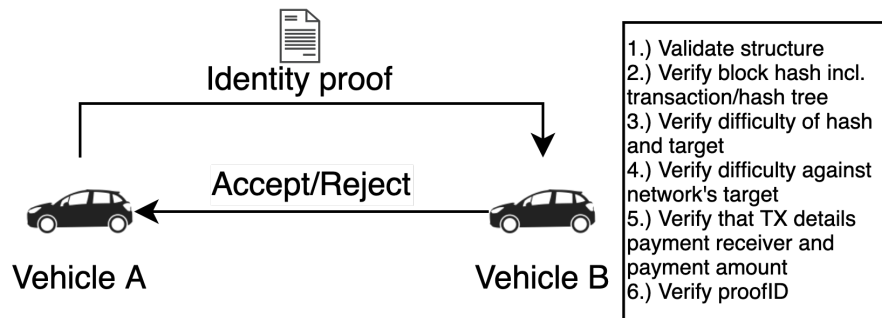 Identity proof
Accept/Reject
Vehicle A
Vehicle B
1.) Validate structure
2.) Verify block hash incl.
transaction/hash tree
3.) Verify difficulty of hash
and target
4.) Verify difficulty against
network's target
5.) Verify that TX details
payment receiver and
payment amount
6.) Verify proofID